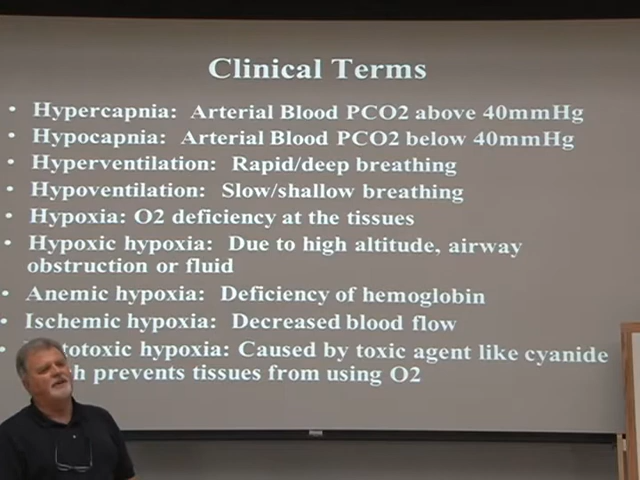 Clinical Terms
• Hypercapnia: Arterial Blood PCO2 above 40mmHg
• Hypocapnia: Arterial Blood PCO2 below 40mmHg
• Hyperventilation: Rapid/deep breathing
• Hypoventilation: Slow/shallow breathing
• Hypoxia: O2 deficiency at the tissues
• Hypoxic hypoxia: Due to high altitude, airway
obstruction or fluid
• Anemic hypoxia: Deficiency of hemoglobin
• Ischemic hypoxia: Decreased blood flow
• hypoxia: Caused by toxic agent like cyanide
prevents tissues from using O2